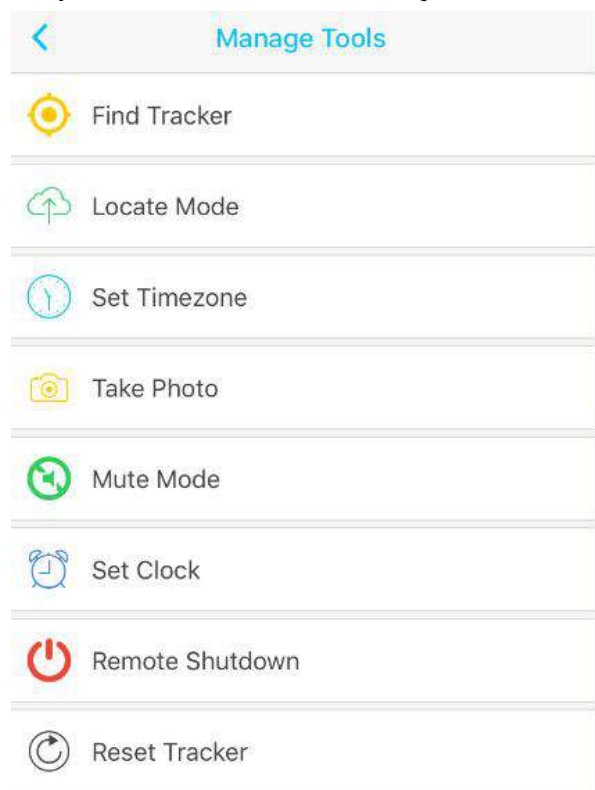 Manage Tools
Find Tracker
Locate Mode
Set Timezone
Take Photo
Mute Mode
Set Clock
Remote Shutdown
Reset Tracker